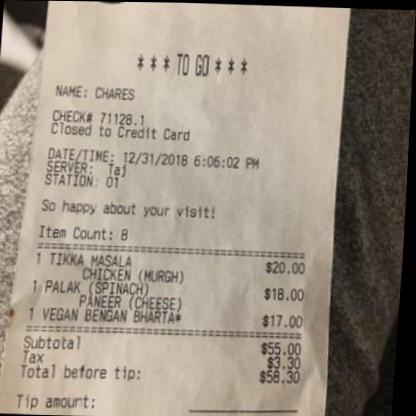 * * * TO GO * * *
NAME: CHARES
CHECK# 71128.1
Closed to Credit Card
DATE/TIME: 12/31/2018 6:06:02 PM
SERVER: Taj
STATION: 01
So happy about your visit!
Item Count: 8
1 TIKKA MASALA $20.00
CHICKEN (MURGH)
1 PALAK (SPINACH) $18.00
PANEER (CHEESE)
1 VEGAN BENGAN BHARTA* $17.00
Subtotal $55.00
Tax $3.30
Total before tip: $58.30
Tip amount: